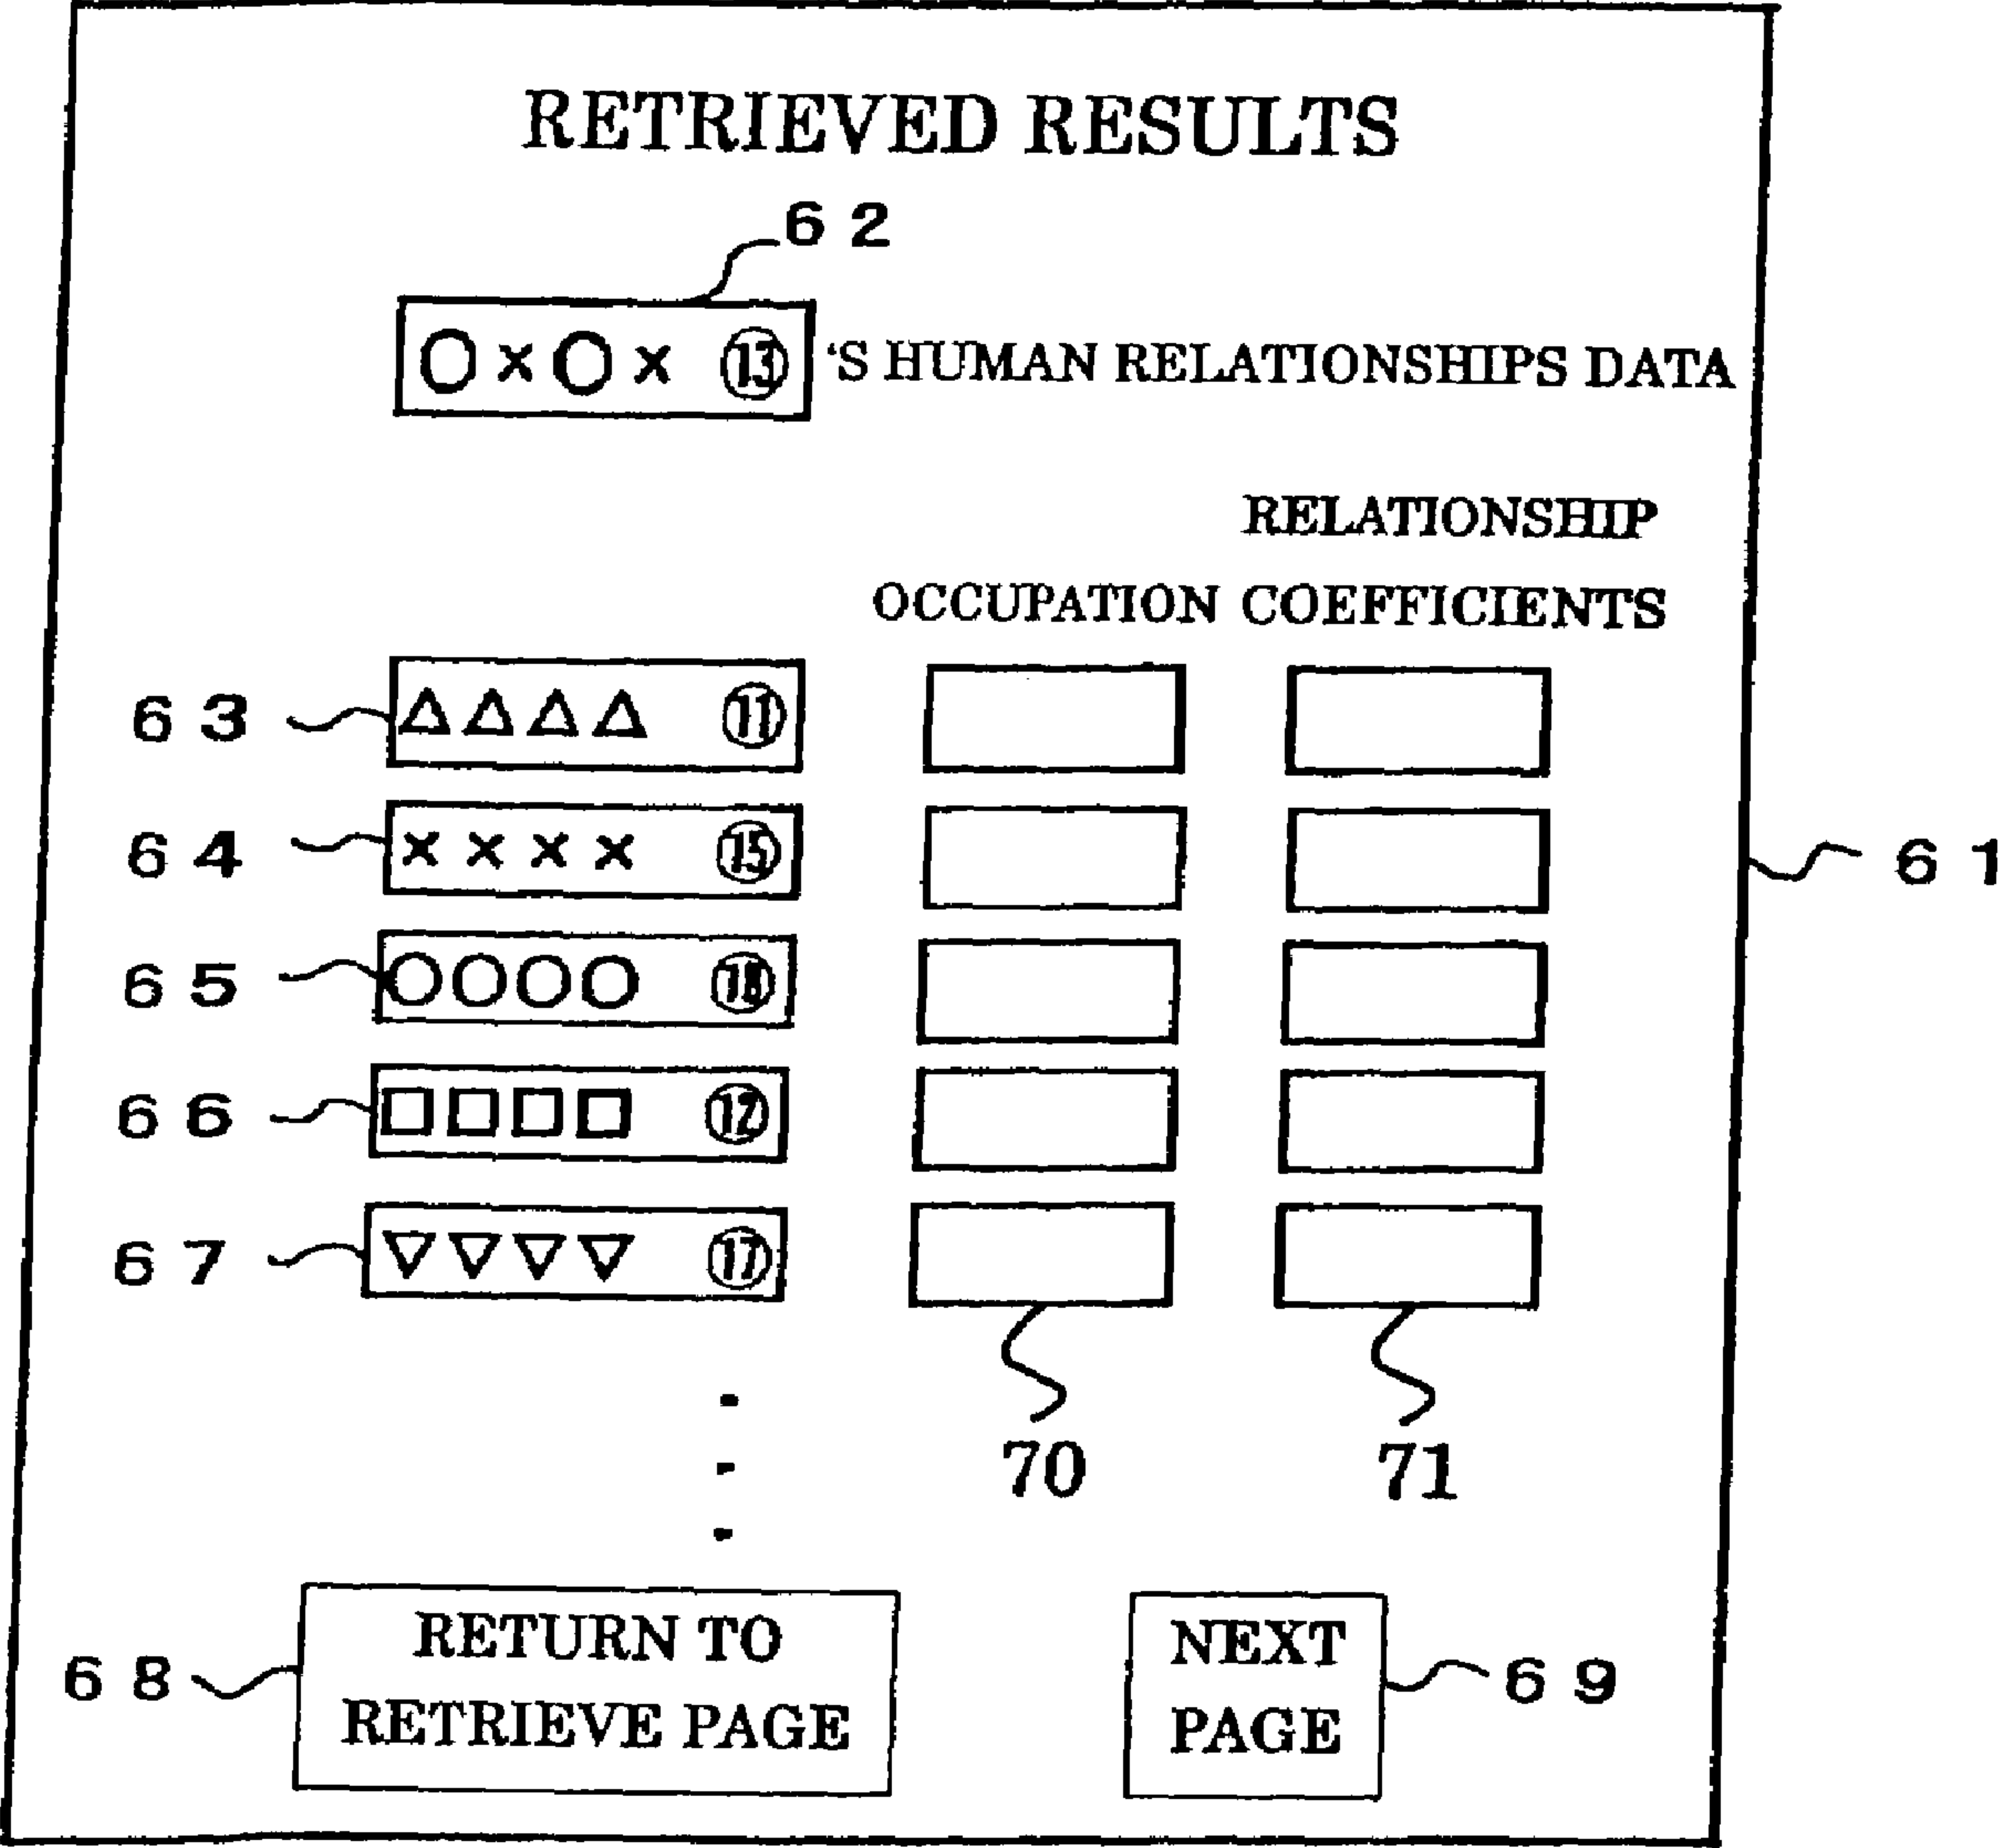 RETRIEVED RESULTS
62
○×○× ⑬ 'S HUMAN RELATIONSHIPS DATA
RELATIONSHIP
OCCUPATION COEFFICIENTS
63 △△△△ ⑪
64 ×××× ⑮
61
65 ○○○○ ⑱
66 □□□□ ⑫
67 ▽▽▽▽ ⑰
70 71
68 RETURN TO
RETRIEVE PAGE
NEXT
PAGE 69